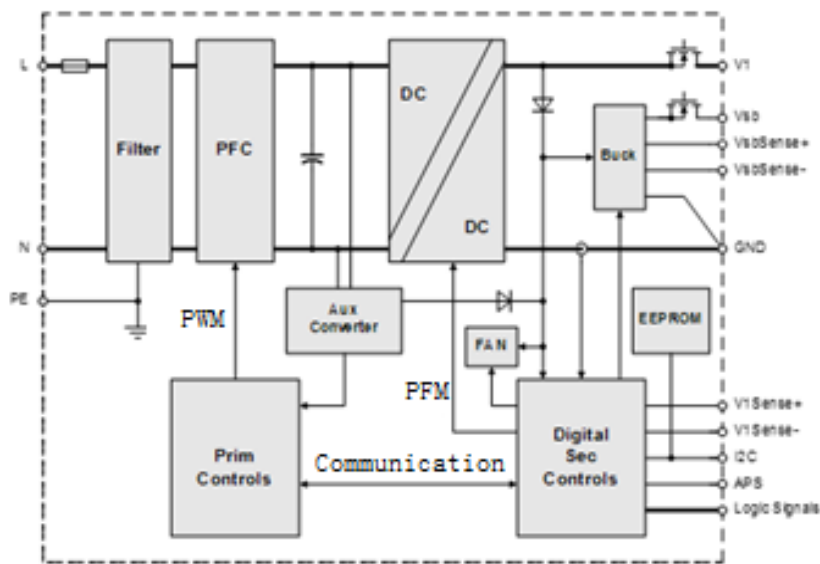 L
V1
DC
Vsb
Filter
PFC
Buck
VsbSense+
VsbSense-
DC
N
GND
PE
Aux
Converter
EEPROM
PWM
FAN
PFM
V1Sense+
V1Sense-
Prim
Controls
Communication
Digital
Sec
Controls
I2C
APS
Logic Signals